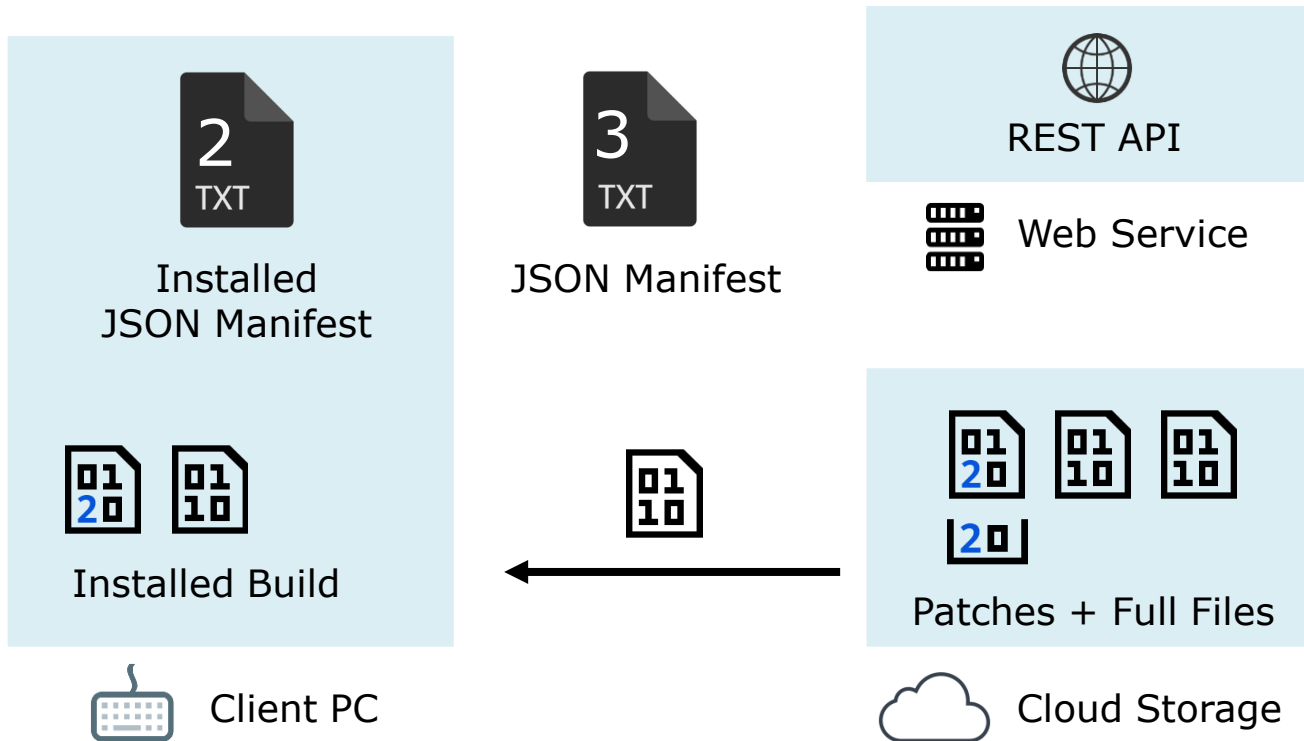 2
TXT
Installed
JSON Manifest
3
TXT
JSON Manifest
REST API
Web Service
01
20
01
10
Installed Build
01
10
01
20
01
10
01
10
20
Patches + Full Files
Client PC
Cloud Storage